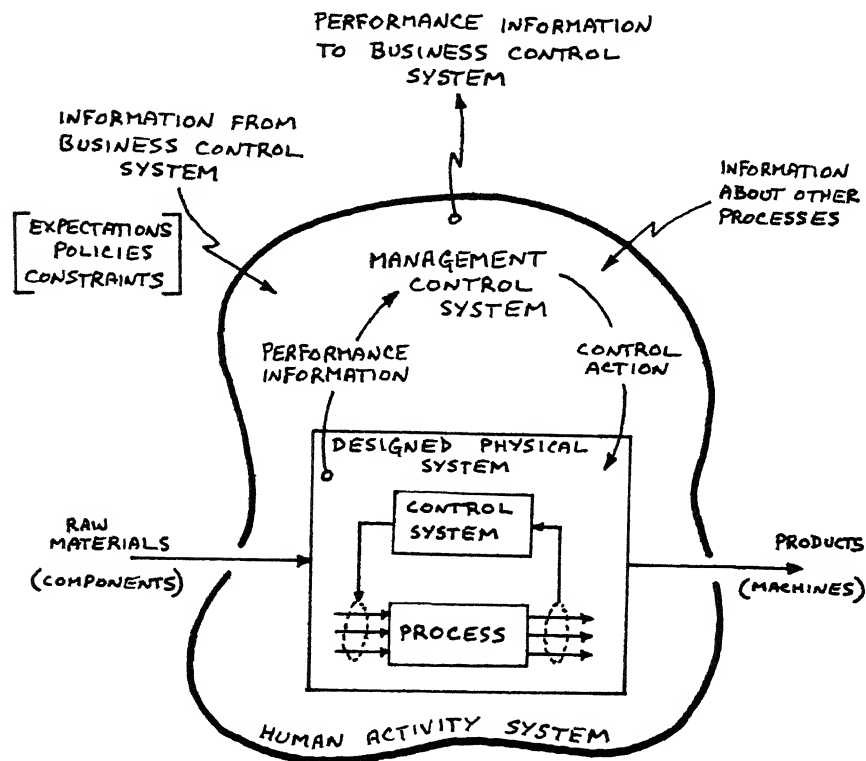 PERFORMANCE INFORMATION
TO BUSINESS CONTROL
SYSTEM
INFORMATION FROM
BUSINESS CONTROL
SYSTEM
[EXPECTATIONS
POLICIES
CONSTRAINTS]
INFORMATION
ABOUT OTHER
PROCESSES
MANAGEMENT
CONTROL
SYSTEM
PERFORMANCE
INFORMATION
CONTROL
ACTION
DESIGNED PHYSICAL
SYSTEM
CONTROL
SYSTEM
RAW
MATERIALS
(COMPONENTS)
PRODUCTS
(MACHINES)
PROCESS
HUMAN ACTIVITY SYSTEM